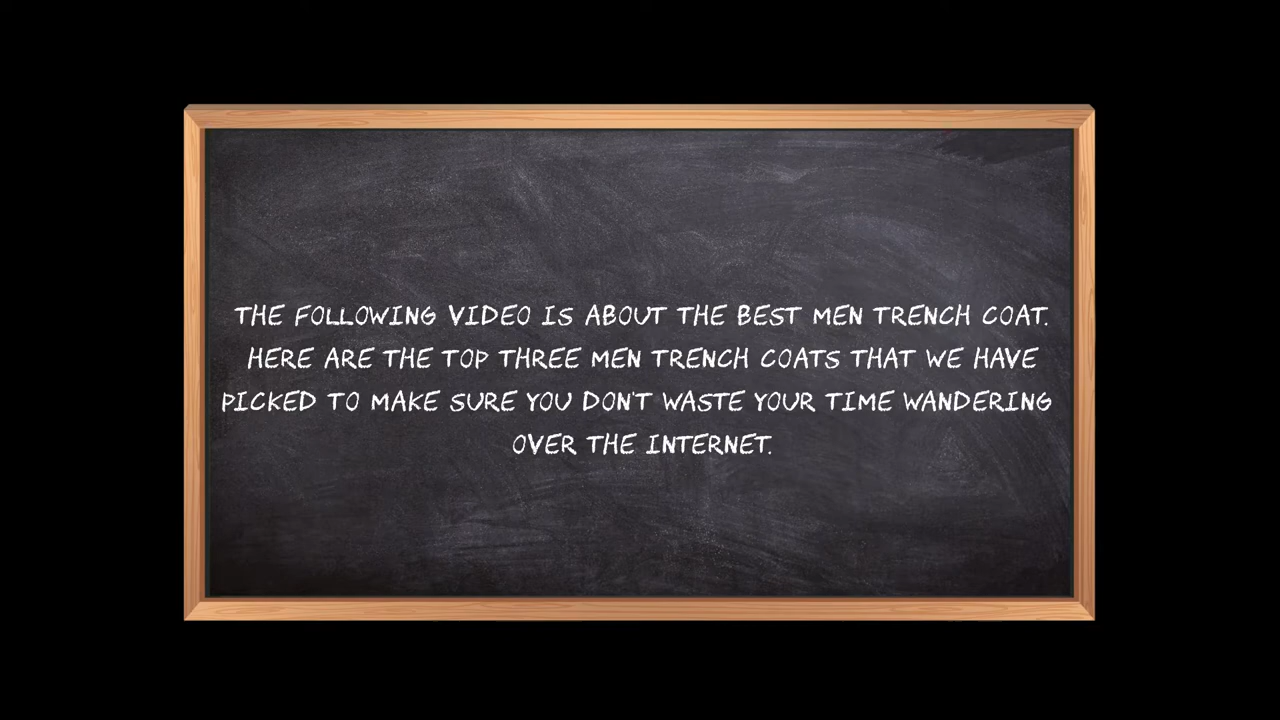 THE FOLLOWING VIDEO IS ABOUT THE BEST MEN TRENCH COAT.
HERE ARE THE TOP THREE MEN TRENCH COATS THAT WE HAVE
PICKED TO MAKE SURE YOU DON'T WASTE YOUR TIME WANDERING
OVER THE INTERNET.